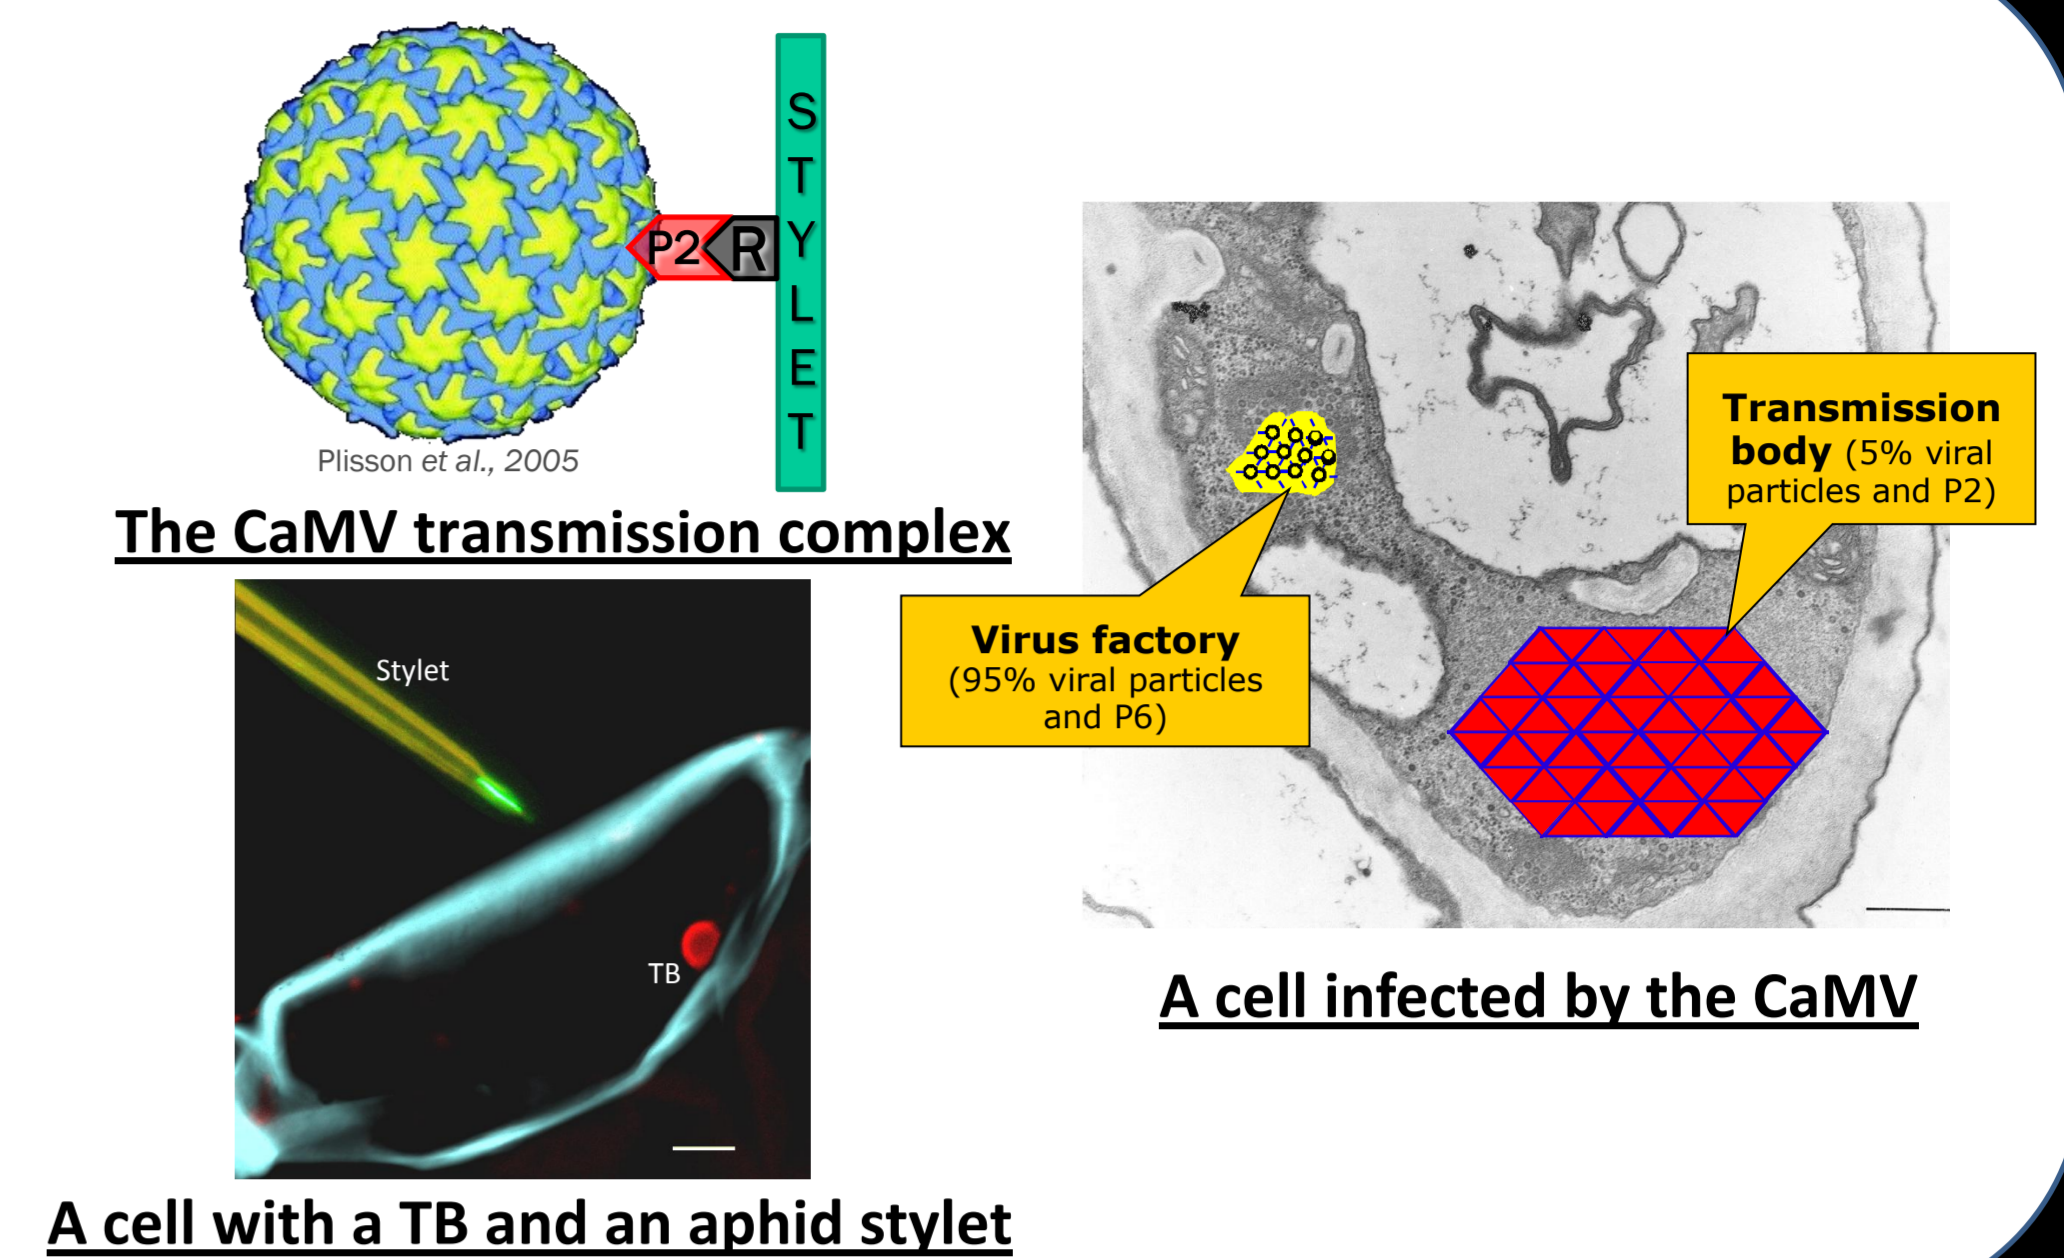 STYLET
P2
R
Plisson et al., 2005
The CaMV transmission complex
Stylet
TB
A cell with a TB and an aphid stylet
Transmission
body (5% viral
particles and P2)
Virus factory
(95% viral particles
and P6)
A cell infected by the CaMV